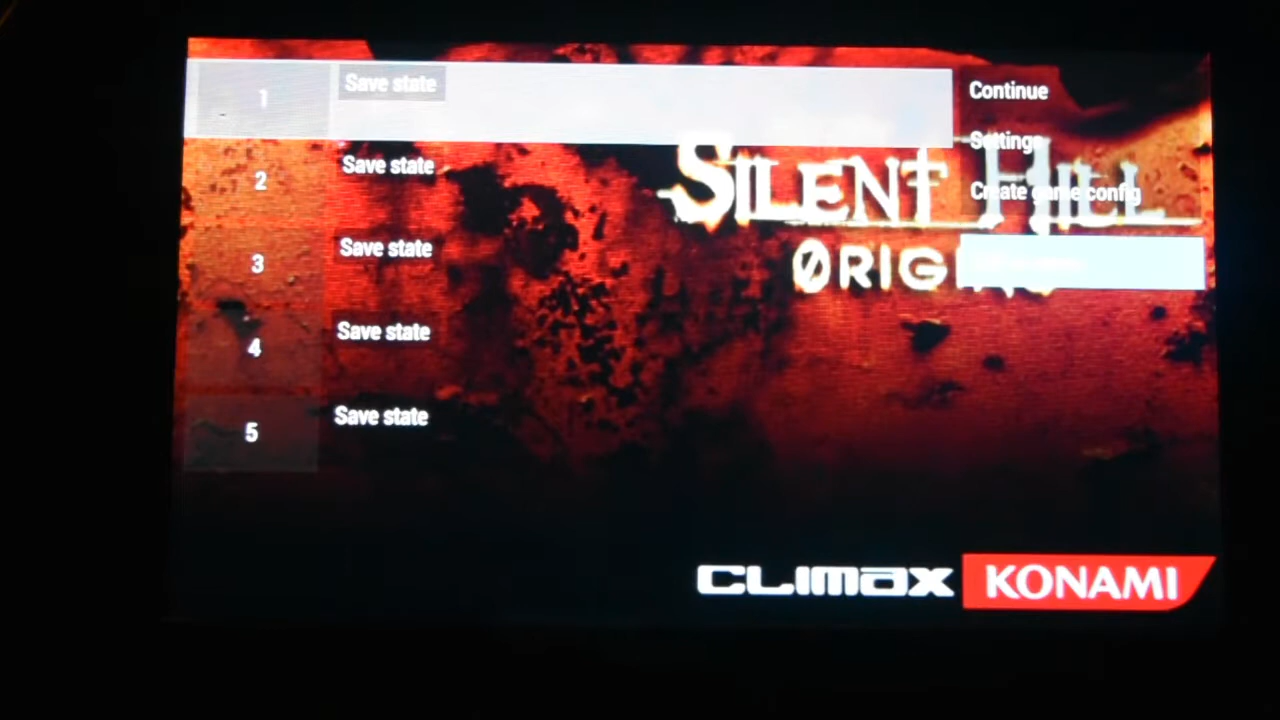 1
Save state
Continue
Settings
Create game config
2
Save state
SILENT HILL
ØRIG
3
Save state
4
Save state
5
Save state
CLIMAX
KONAMI